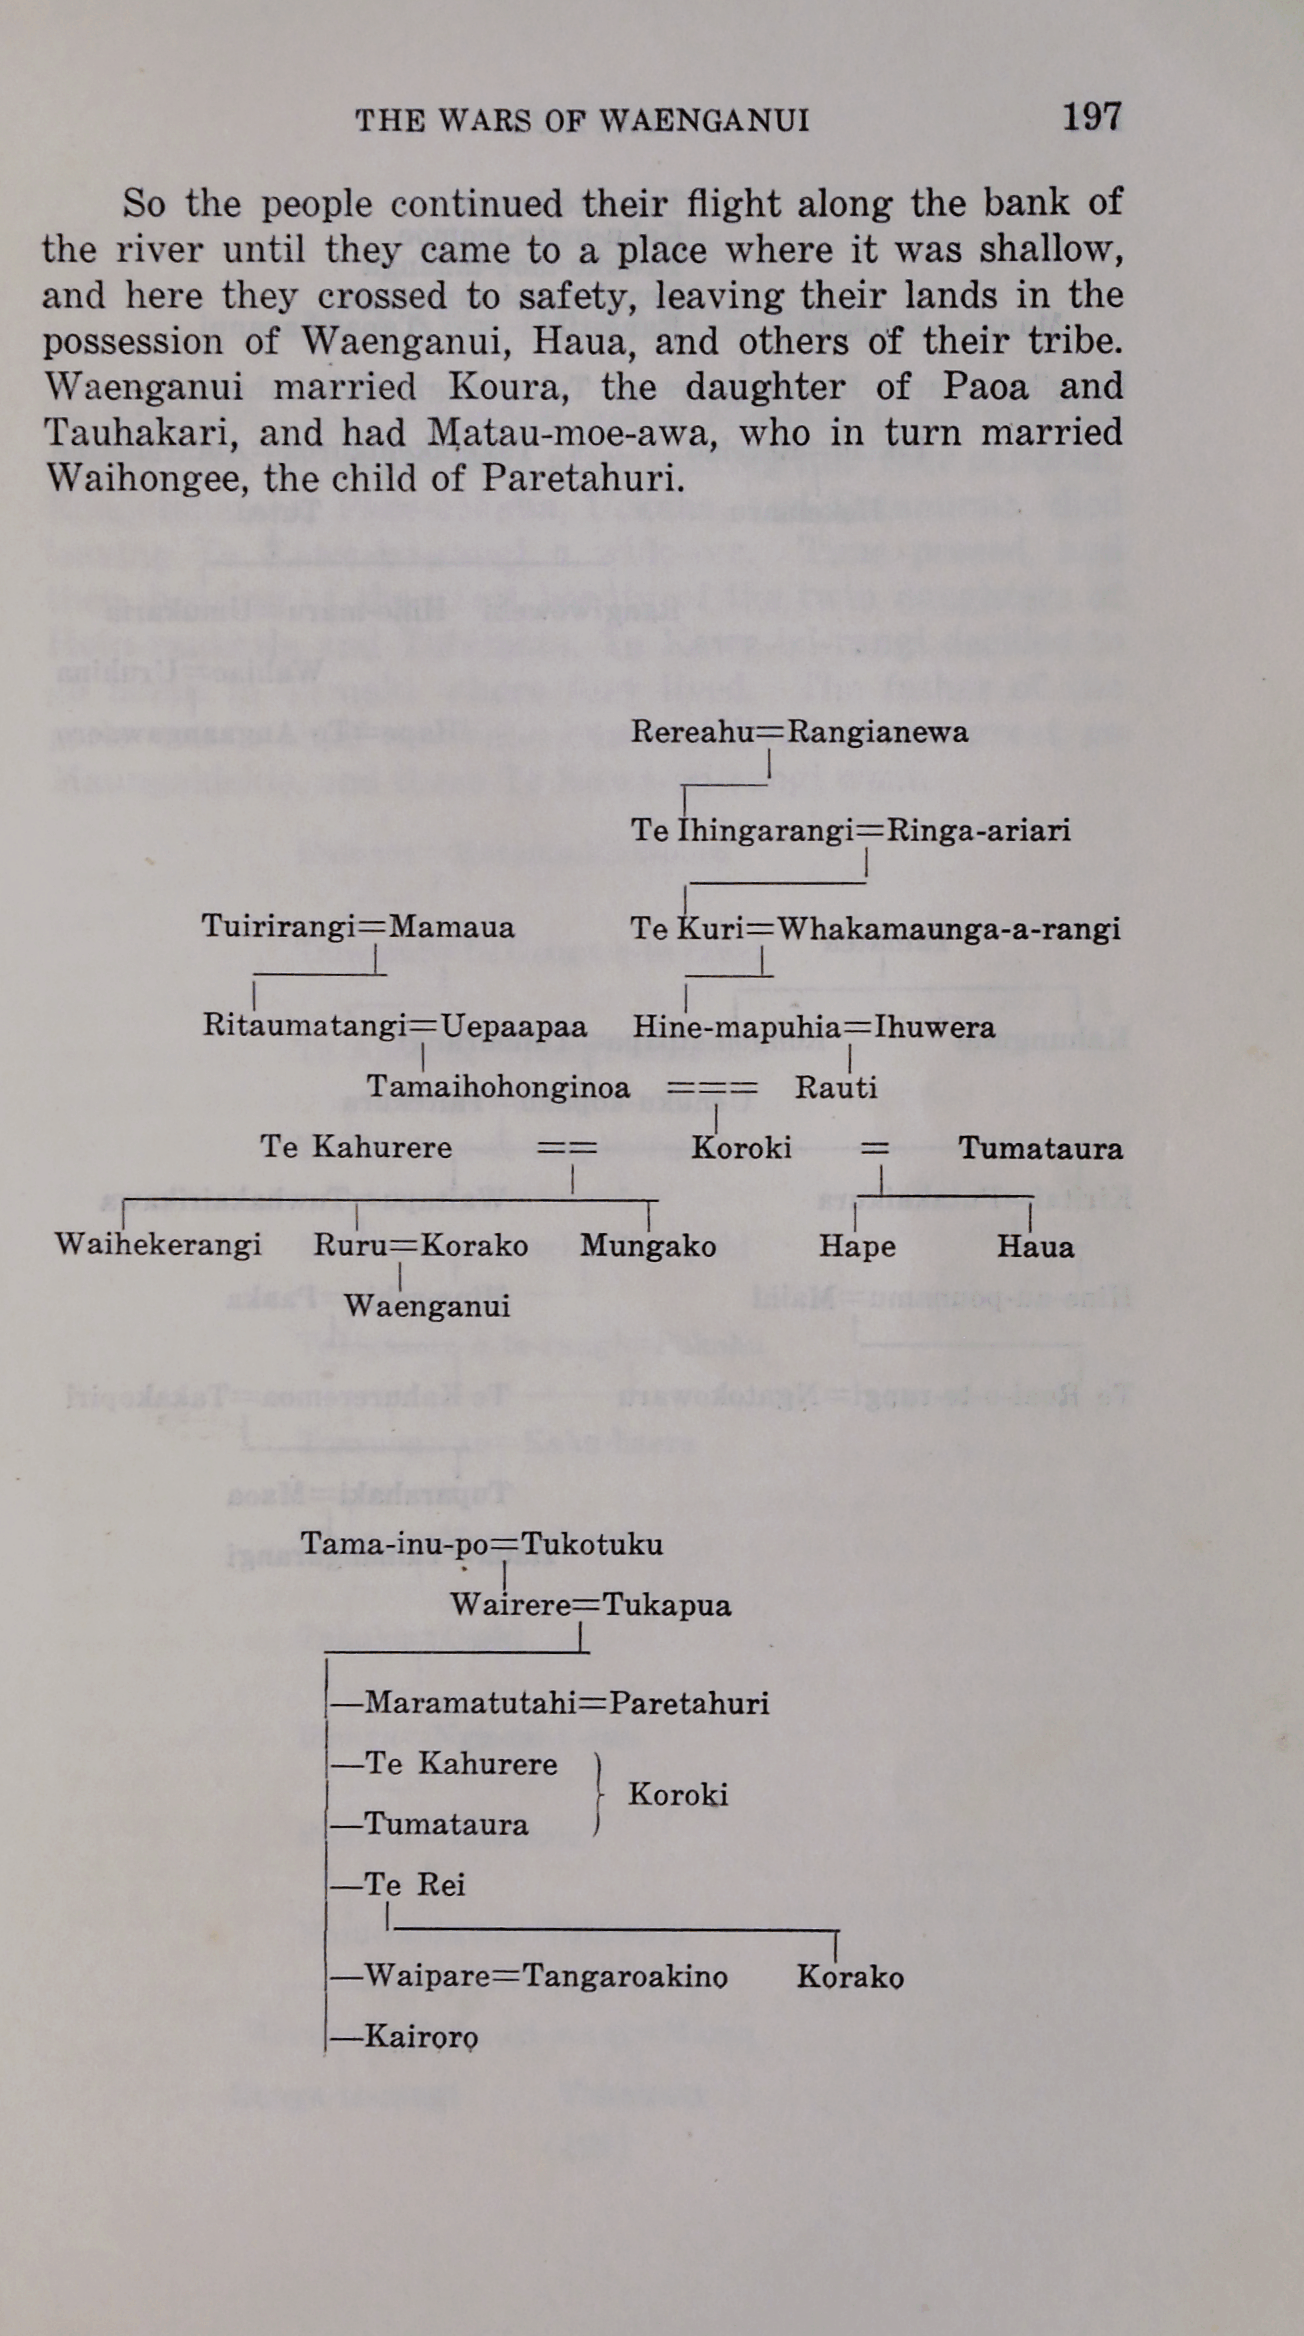 THE WARS OF WAENGANUI 197
So the people continued their flight along the bank of
the river until they came to a place where it was shallow,
and here they crossed to safety, leaving their lands in the
possession of Waenganui, Haua, and others of their tribe.
Waenganui married Koura, the daughter of Paoa and
Tauhakari, and had Matau-moe-awa, who in turn married
Waihongee, the child of Paretahuri.
Rereahu=Rangianewa
Te Ihingarangi=Ringa-ariari
Tuirirangi=Mamaua Te Kuri=Whakamaunga-a-rangi
Ritaumatangi=Uepaapaa Hine-mapuhia=Ihuwera
Tamaihohonginoa === Rauti
Te Kahurere == Koroki = Tumataura
Waihekerangi Ruru=Korako Mungako Hape Haua
Waenganui
Tama-inu-po=Tukotuku
Wairere=Tukapua
—Maramatutahi=Paretahuri
—Te Kahurere
} Koroki
—Tumataura
—Te Rei
—Waipare=Tangaroakino Korako
—Kairoro